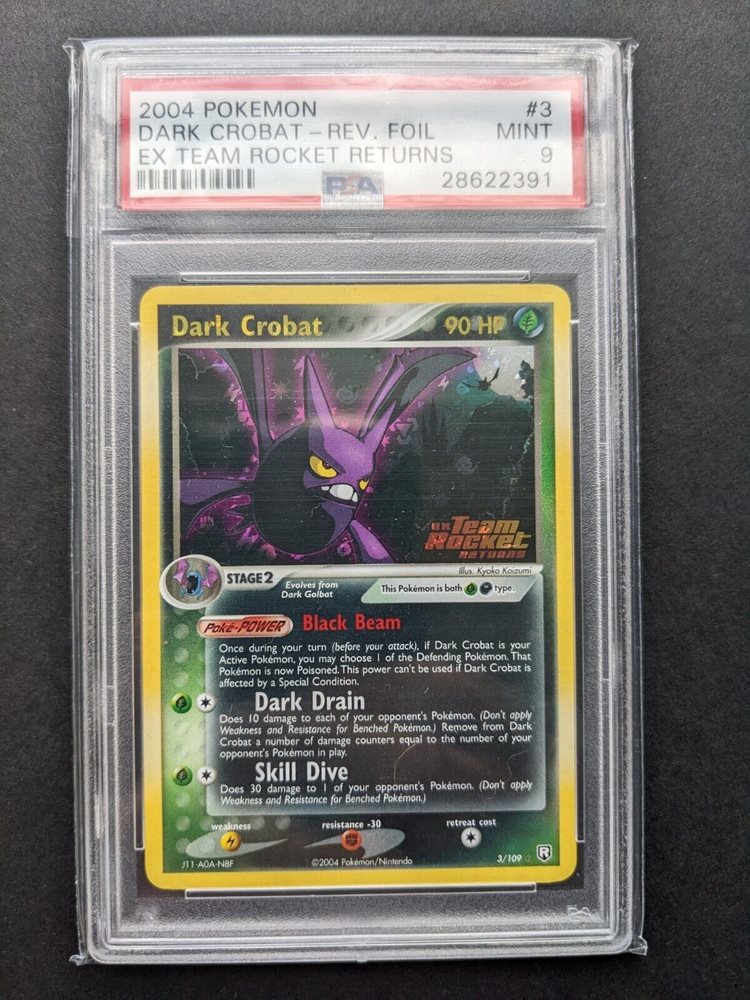 2004 POKEMON #3
DARK CROBAT - REV. FOIL MINT
EX TEAM ROCKET RETURNS 9
PSA 28622391
Dark Crobat 90 HP
EX Team
Rocket
RETURNS
Illus. Kyoko Koizumi
STAGE 2 Evolves from
Dark Golbat
This Pokémon is both type.
Poké-POWER Black Beam
Once during your turn (before your attack), if Dark Crobat is your
Active Pokémon, you may choose 1 of the Defending Pokémon. That
Pokémon is now Poisoned. This power can't be used if Dark Crobat is
affected by a Special Condition.
Dark Drain
Does 10 damage to each of your opponent's Pokémon. (Don't apply
Weakness and Resistance for Benched Pokémon.) Remove from Dark
Crobat a number of damage counters equal to the number of your
opponent's Pokémon in play.
Skill Dive
Does 30 damage to 1 of your opponent's Pokémon. (Don't apply
Weakness and Resistance for Benched Pokémon.)
weakness resistance -30 retreat cost
J11-A0A-N8F ©2004 Pokémon/Nintendo 3/109 R